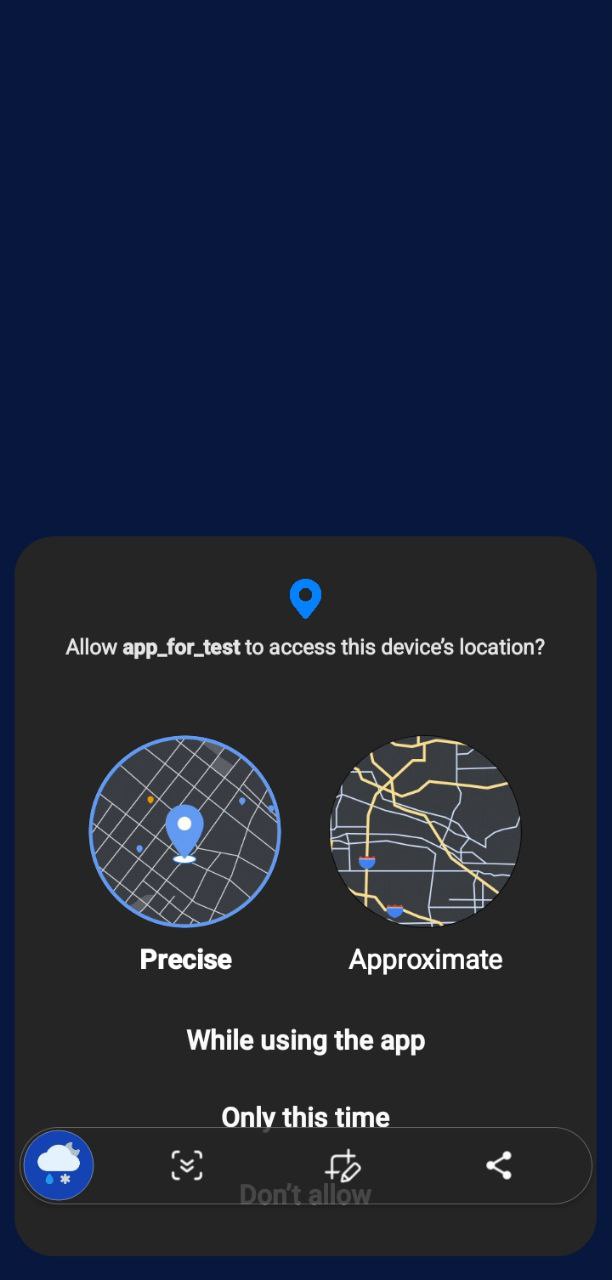 Allow app_for_test to access this device's location?
Precise
Approximate
While using the app
Only this time
Don't allow